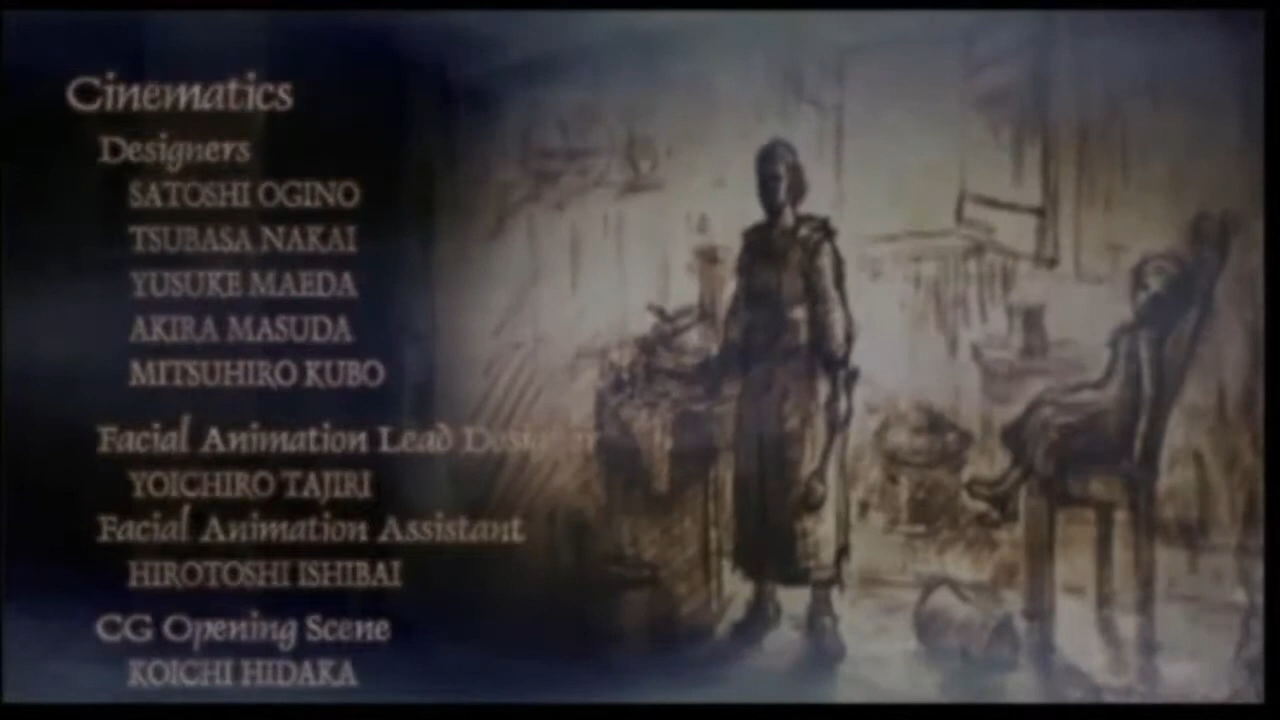 Cinematics
Designers
SATOSHI OGINO
TSUBASA NAKAI
YUSUKE MAEDA
AKIRA MASUDA
MITSUHIRO KUBO
Facial Animation Lead Designer
YOICHIRO TAJIRI
Facial Animation Assistant
HIROTOSHI ISHIBAI
CG Opening Scene
KOICHI HIDAKA